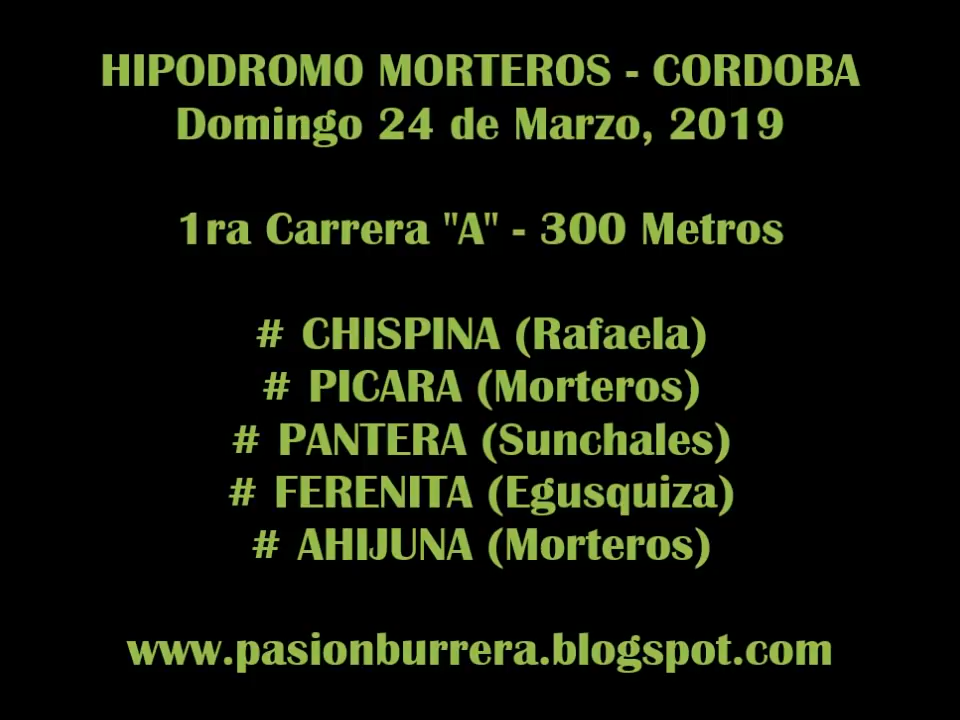 HIPODROMO MORTEROS - CORDOBA
Domingo 24 de Marzo, 2019
1ra Carrera "A" - 300 Metros
# CHISPINA (Rafaela)
# PICARA (Morteros)
# PANTERA (Sunchales)
# FERENITA (Egusquiza)
# AHIJUNA (Morteros)
www.pasionburrera.blogspot.com